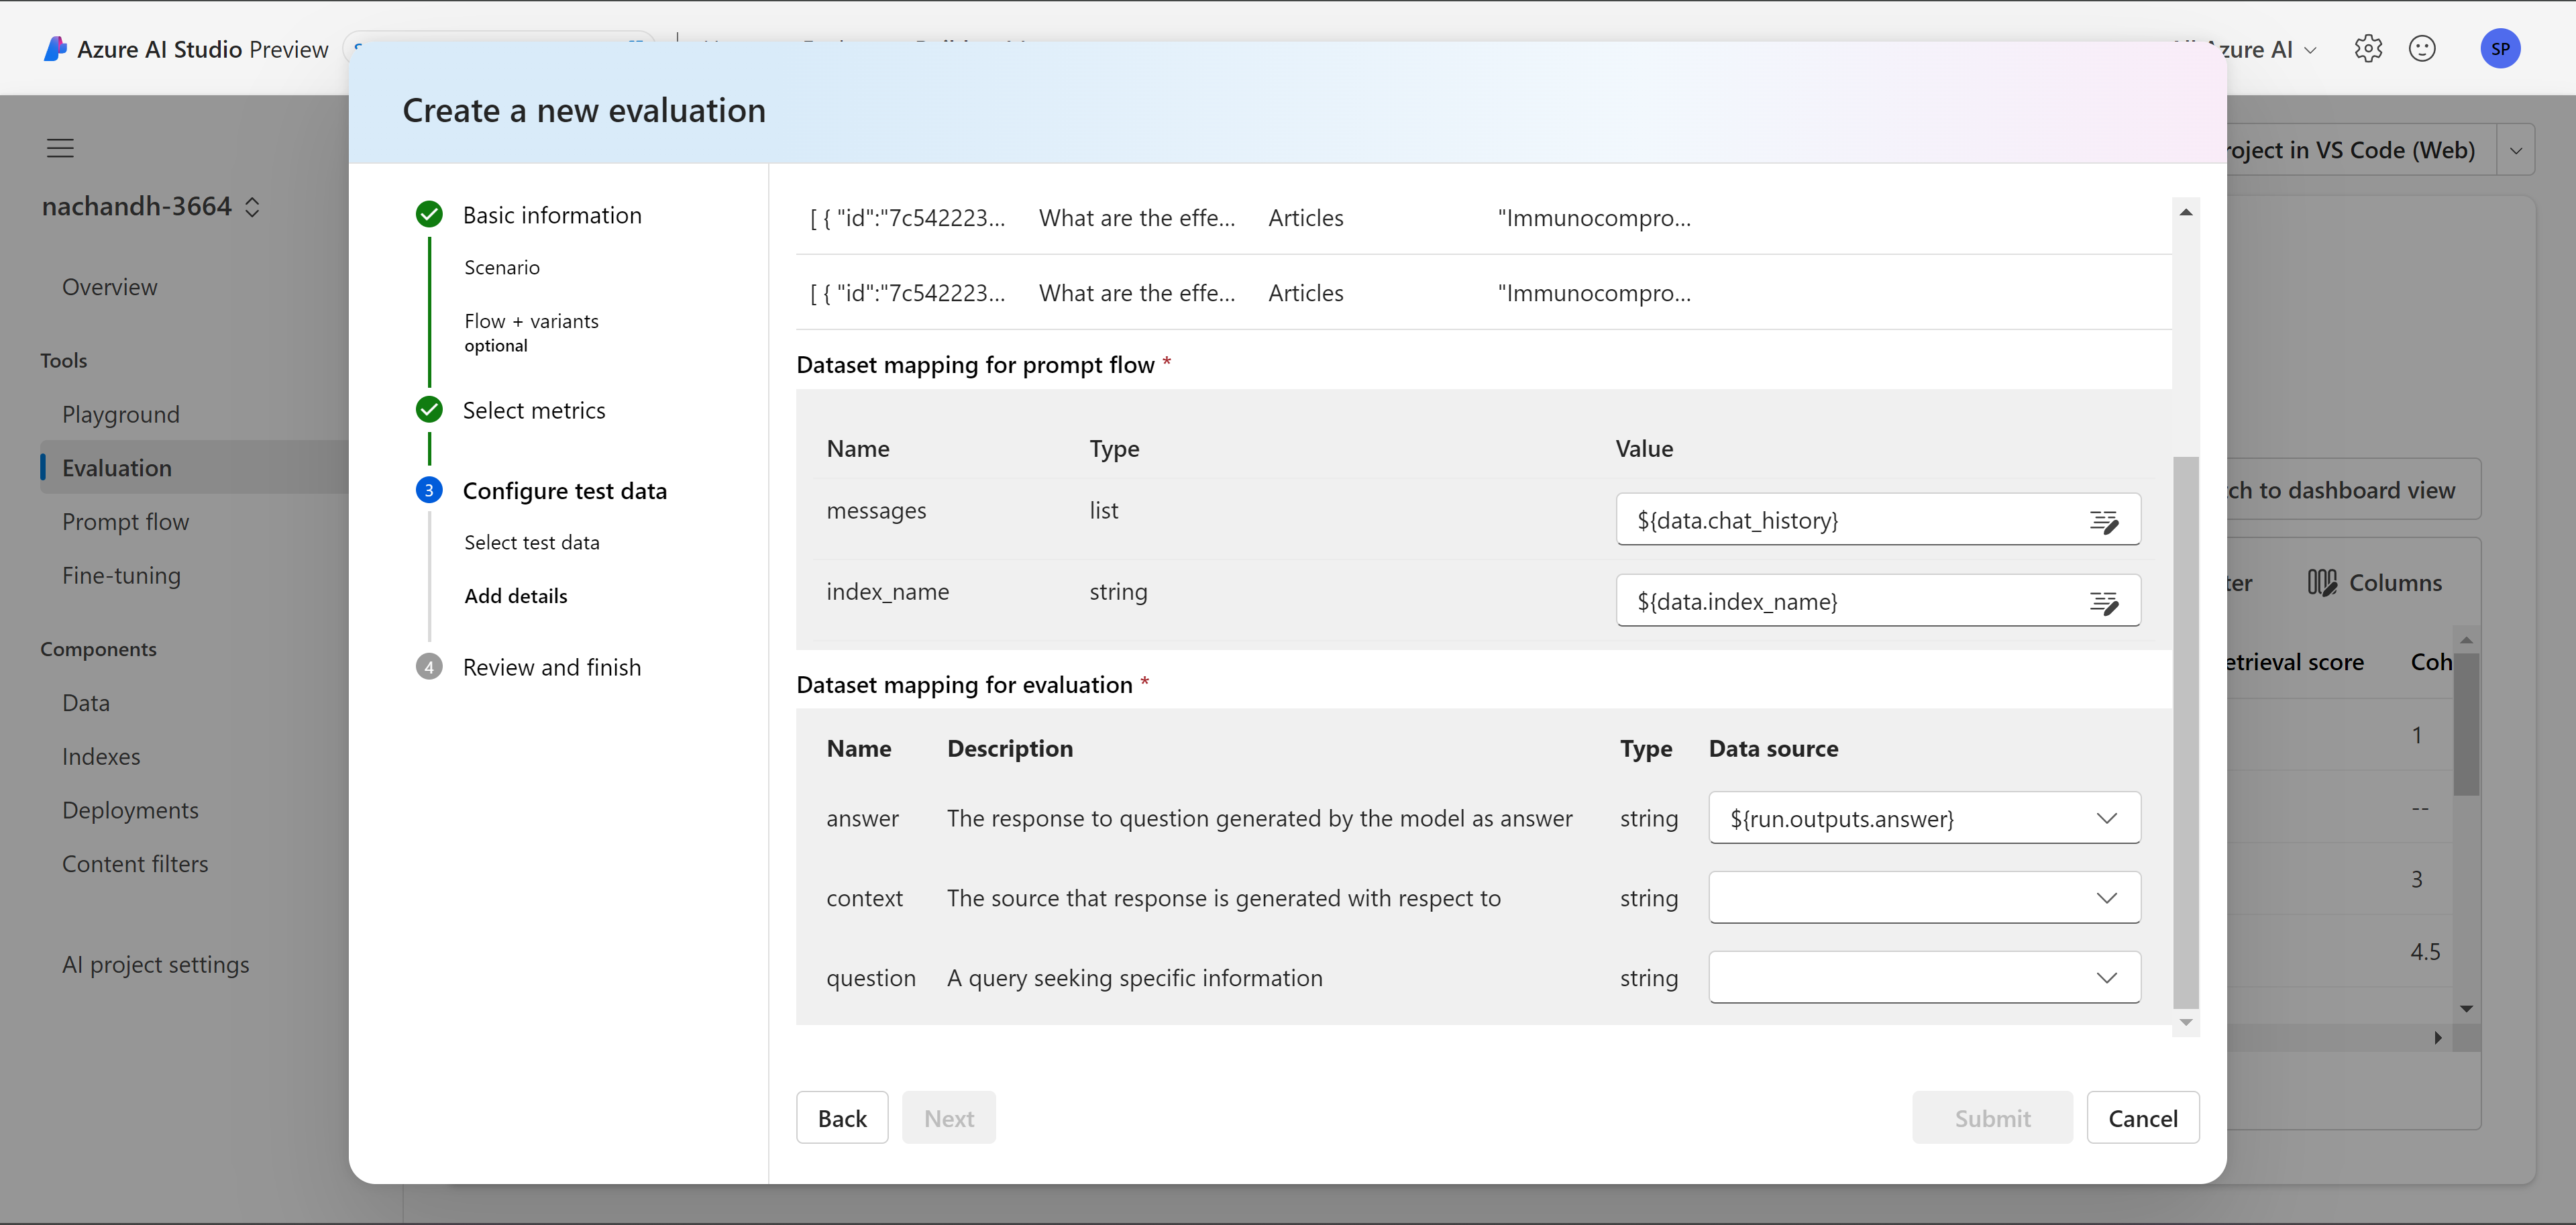 Azure AI Studio Preview
Azure AI
SP
Create a new evaluation
roject in VS Code (Web)
nachandh-3664
Overview
Tools
Playground
Evaluation
Prompt flow
Fine-tuning
Components
Data
Indexes
Deployments
Content filters
AI project settings
Basic information
Scenario
Flow + variants
optional
Select metrics
3 Configure test data
Select test data
Add details
4 Review and finish
[ { "id":"7c542223... What are the effe... Articles "Immunocompro...
[ { "id":"7c542223... What are the effe... Articles "Immunocompro...
Dataset mapping for prompt flow *
Name Type Value
messages list ${data.chat_history}
index_name string ${data.index_name}
Dataset mapping for evaluation *
Name Description Type Data source
answer The response to question generated by the model as answer string ${run.outputs.answer}
context The source that response is generated with respect to string
question A query seeking specific information string
Back Next Submit Cancel
ch to dashboard view
ter Columns
etrieval score Coh
1
--
3
4.5